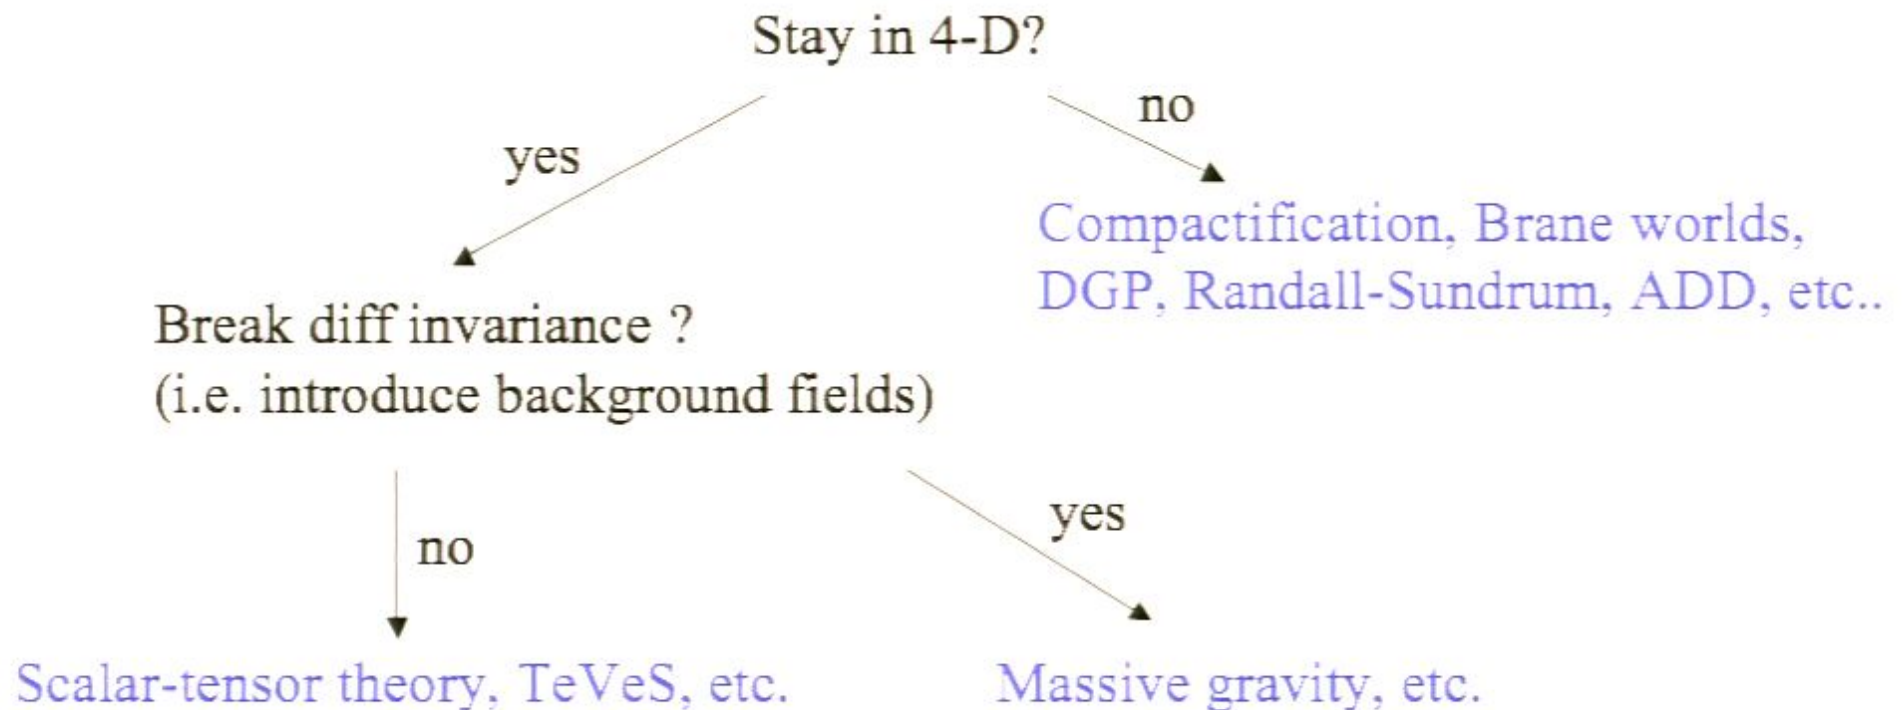 Stay in 4-D?
no
yes
Compactification, Brane worlds,
DGP, Randall-Sundrum, ADD, etc..
Break diff invariance ?
(i.e. introduce background fields)
yes
no
Scalar-tensor theory, TeVeS, etc.
Massive gravity, etc.